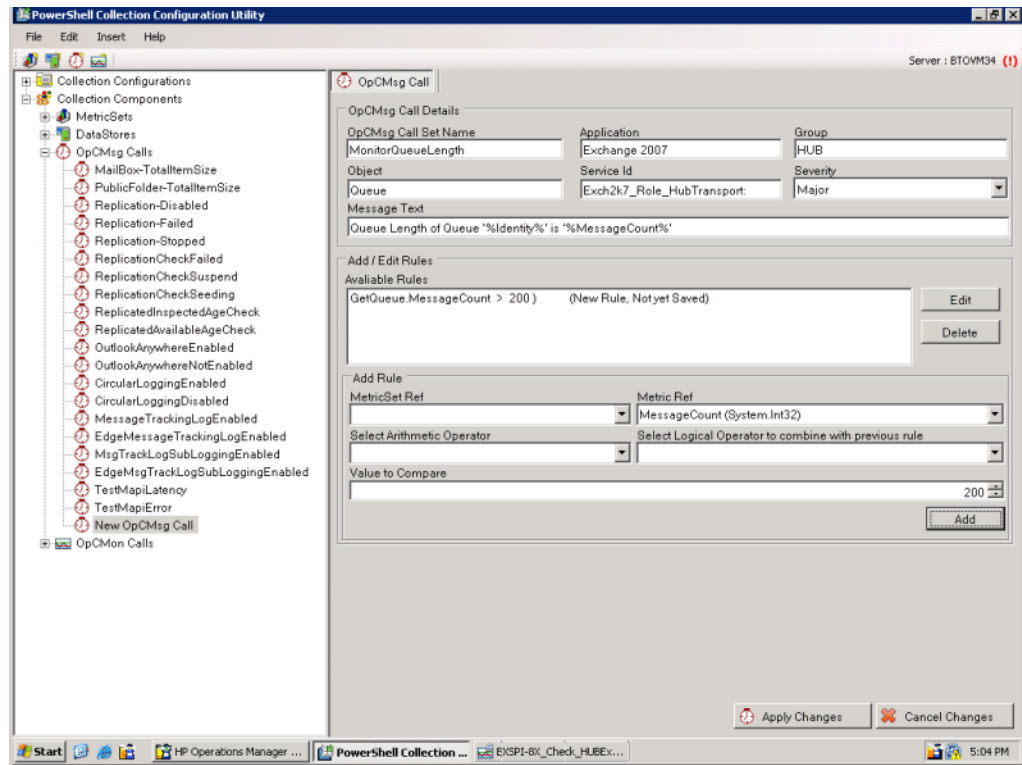 PowerShell Collection Configuration Utility
File Edit Insert Help
Server : BTOVM34 (!)
Collection Configurations
Collection Components
MetricSets
DataStores
OpCMsg Calls
MailBox-TotalItemSize
PublicFolder-TotalItemSize
Replication-Disabled
Replication-Failed
Replication-Stopped
ReplicationCheckFailed
ReplicationCheckSuspend
ReplicationCheckSeeding
ReplicatedInspectedAgeCheck
ReplicatedAvailableAgeCheck
OutlookAnywhereEnabled
OutlookAnywhereNotEnabled
CircularLoggingEnabled
CircularLoggingDisabled
MessageTrackingLogEnabled
EdgeMessageTrackingLogEnabled
MsgTrackLogSubLoggingEnabled
EdgeMsgTrackLogSubLoggingEnabled
TestMapiLatency
TestMapiError
New OpCMsg Call
OpCMon Calls
OpCMsg Call
OpCMsg Call Details
OpCMsg Call Set Name Application Group
MonitorQueueLength Exchange 2007 HUB
Object Service Id Severity
Queue Exch2k7_Role_HubTransport: Major
Message Text
Queue Length of Queue '%Identity%' is '%MessageCount%'
Add / Edit Rules
Avaliable Rules
GetQueue.MessageCount > 200 ) (New Rule, Not yet Saved)
Edit
Delete
Add Rule
MetricSet Ref Metric Ref
MessageCount (System.Int32)
Select Arithmetic Operator Select Logical Operator to combine with previous rule
Value to Compare
200
Add
Apply Changes Cancel Changes
Start HP Operations Manager ... PowerShell Collection ... EXSPI-8X_Check_HUBEx... 5:04 PM